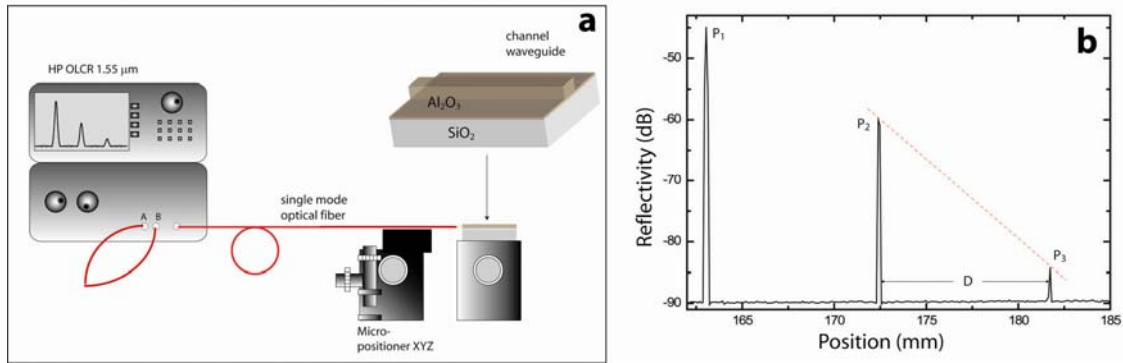 a
channel
waveguide
HP OLCR 1.55 μm
Al₂O₃
SiO₂
single mode
optical fiber
A B
Micro-
positioner XYZ
b
P₁
-50
-60
P₂
-70
-80
P₃
D
-90
165 170 175 180 185
Reflectivity (dB)
Position (mm)